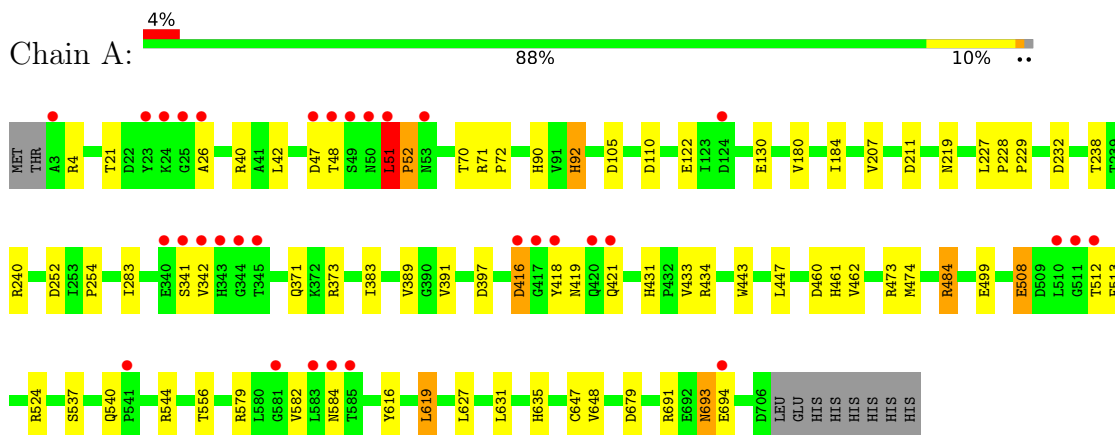 4%
Chain A:
88% 10% ••
MET THR A3 R4 T21 D22 Y23 K24 G25 A26 R40 A41 L42 D47 T48 S49 N50 L51 P52 N53 T70 R71 P72 H90 V91 H92 D105 D110 E122 I123 D124 E130 V180 I184 V207 D211 N219 L227 P228 P229 D232 T238 T239
R240 D252 I253 P254 I283 E340 S341 V342 H343 G344 T345 Q371 K372 R373 I383 V389 G390 V391 D397 D416 G417 Y418 N419 Q420 Q421 H431 P432 V433 R434 W443 L447 D460 H461 V462 R473 M474 R484 E499 E508 D509 L510 G511 T512 E513
R524 S537 Q540 P541 R544 T556 R579 L580 G581 V582 L583 N584 T585 Y616 L619 L627 L631 H635 C647 V648 D679 R691 E692 N693 E694 D706 LEU GLU HIS HIS HIS HIS HIS HIS